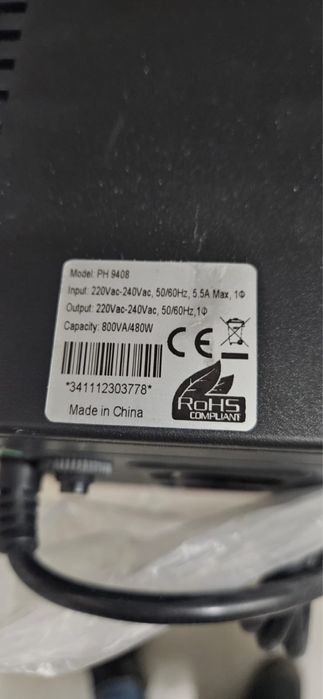 Model: PH 9408
Input: 220Vac-240Vac, 50/60Hz, 5.5A Max, 1Φ
Output: 220Vac-240Vac, 50/60Hz,1Φ
Capacity: 800VA/480W
CE
*341112303778*
RoHS
COMPLIANT
Made in China